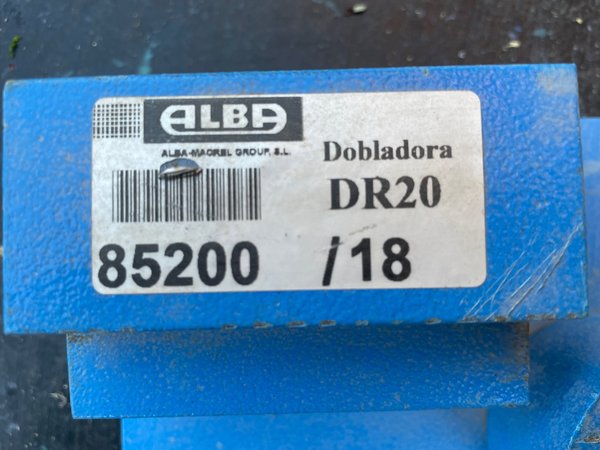 ALBA
ALBA-MACREL GROUP, S.L.
Dobladora
DR20
85200 /18